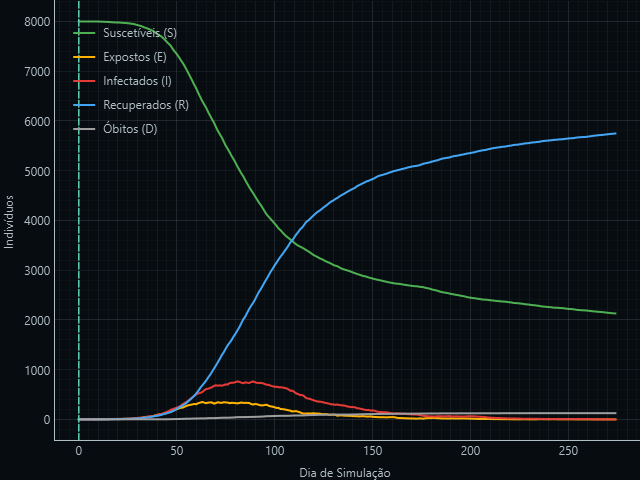 8000
Suscetíveis (S)
Expostos (E)
7000
Infectados (I)
Recuperados (R)
6000
Óbitos (D)
5000
Indivíduos
4000
3000
2000
1000
0
0 50 100 150 200 250
Dia de Simulação